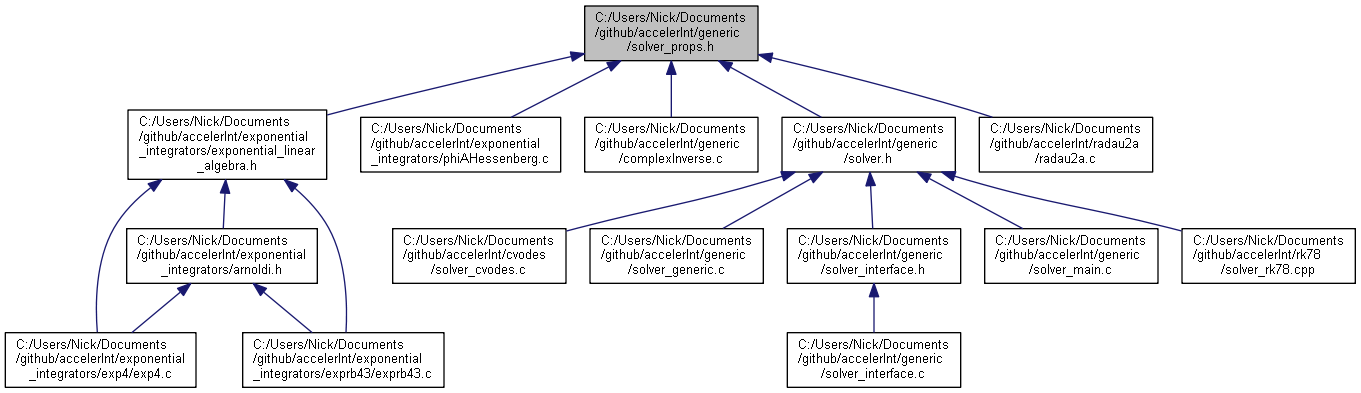 C:/Users/Nick/Documents
/github/accelerInt/generic
/solver_props.h
C:/Users/Nick/Documents
/github/accelerInt/exponential
_integrators/exponential_linear
_algebra.h
C:/Users/Nick/Documents
/github/accelerInt/exponential
_integrators/phiAHessenberg.c
C:/Users/Nick/Documents
/github/accelerInt/generic
/complexInverse.c
C:/Users/Nick/Documents
/github/accelerInt/generic
/solver.h
C:/Users/Nick/Documents
/github/accelerInt/radau2a
/radau2a.c
C:/Users/Nick/Documents
/github/accelerInt/exponential
_integrators/arnoldi.h
C:/Users/Nick/Documents
/github/accelerInt/cvodes
/solver_cvodes.c
C:/Users/Nick/Documents
/github/accelerInt/generic
/solver_generic.c
C:/Users/Nick/Documents
/github/accelerInt/generic
/solver_interface.h
C:/Users/Nick/Documents
/github/accelerInt/generic
/solver_main.c
C:/Users/Nick/Documents
/github/accelerInt/rk78
/solver_rk78.cpp
C:/Users/Nick/Documents
/github/accelerInt/exponential
_integrators/exp4/exp4.c
C:/Users/Nick/Documents
/github/accelerInt/exponential
_integrators/exprb43/exprb43.c
C:/Users/Nick/Documents
/github/accelerInt/generic
/solver_interface.c